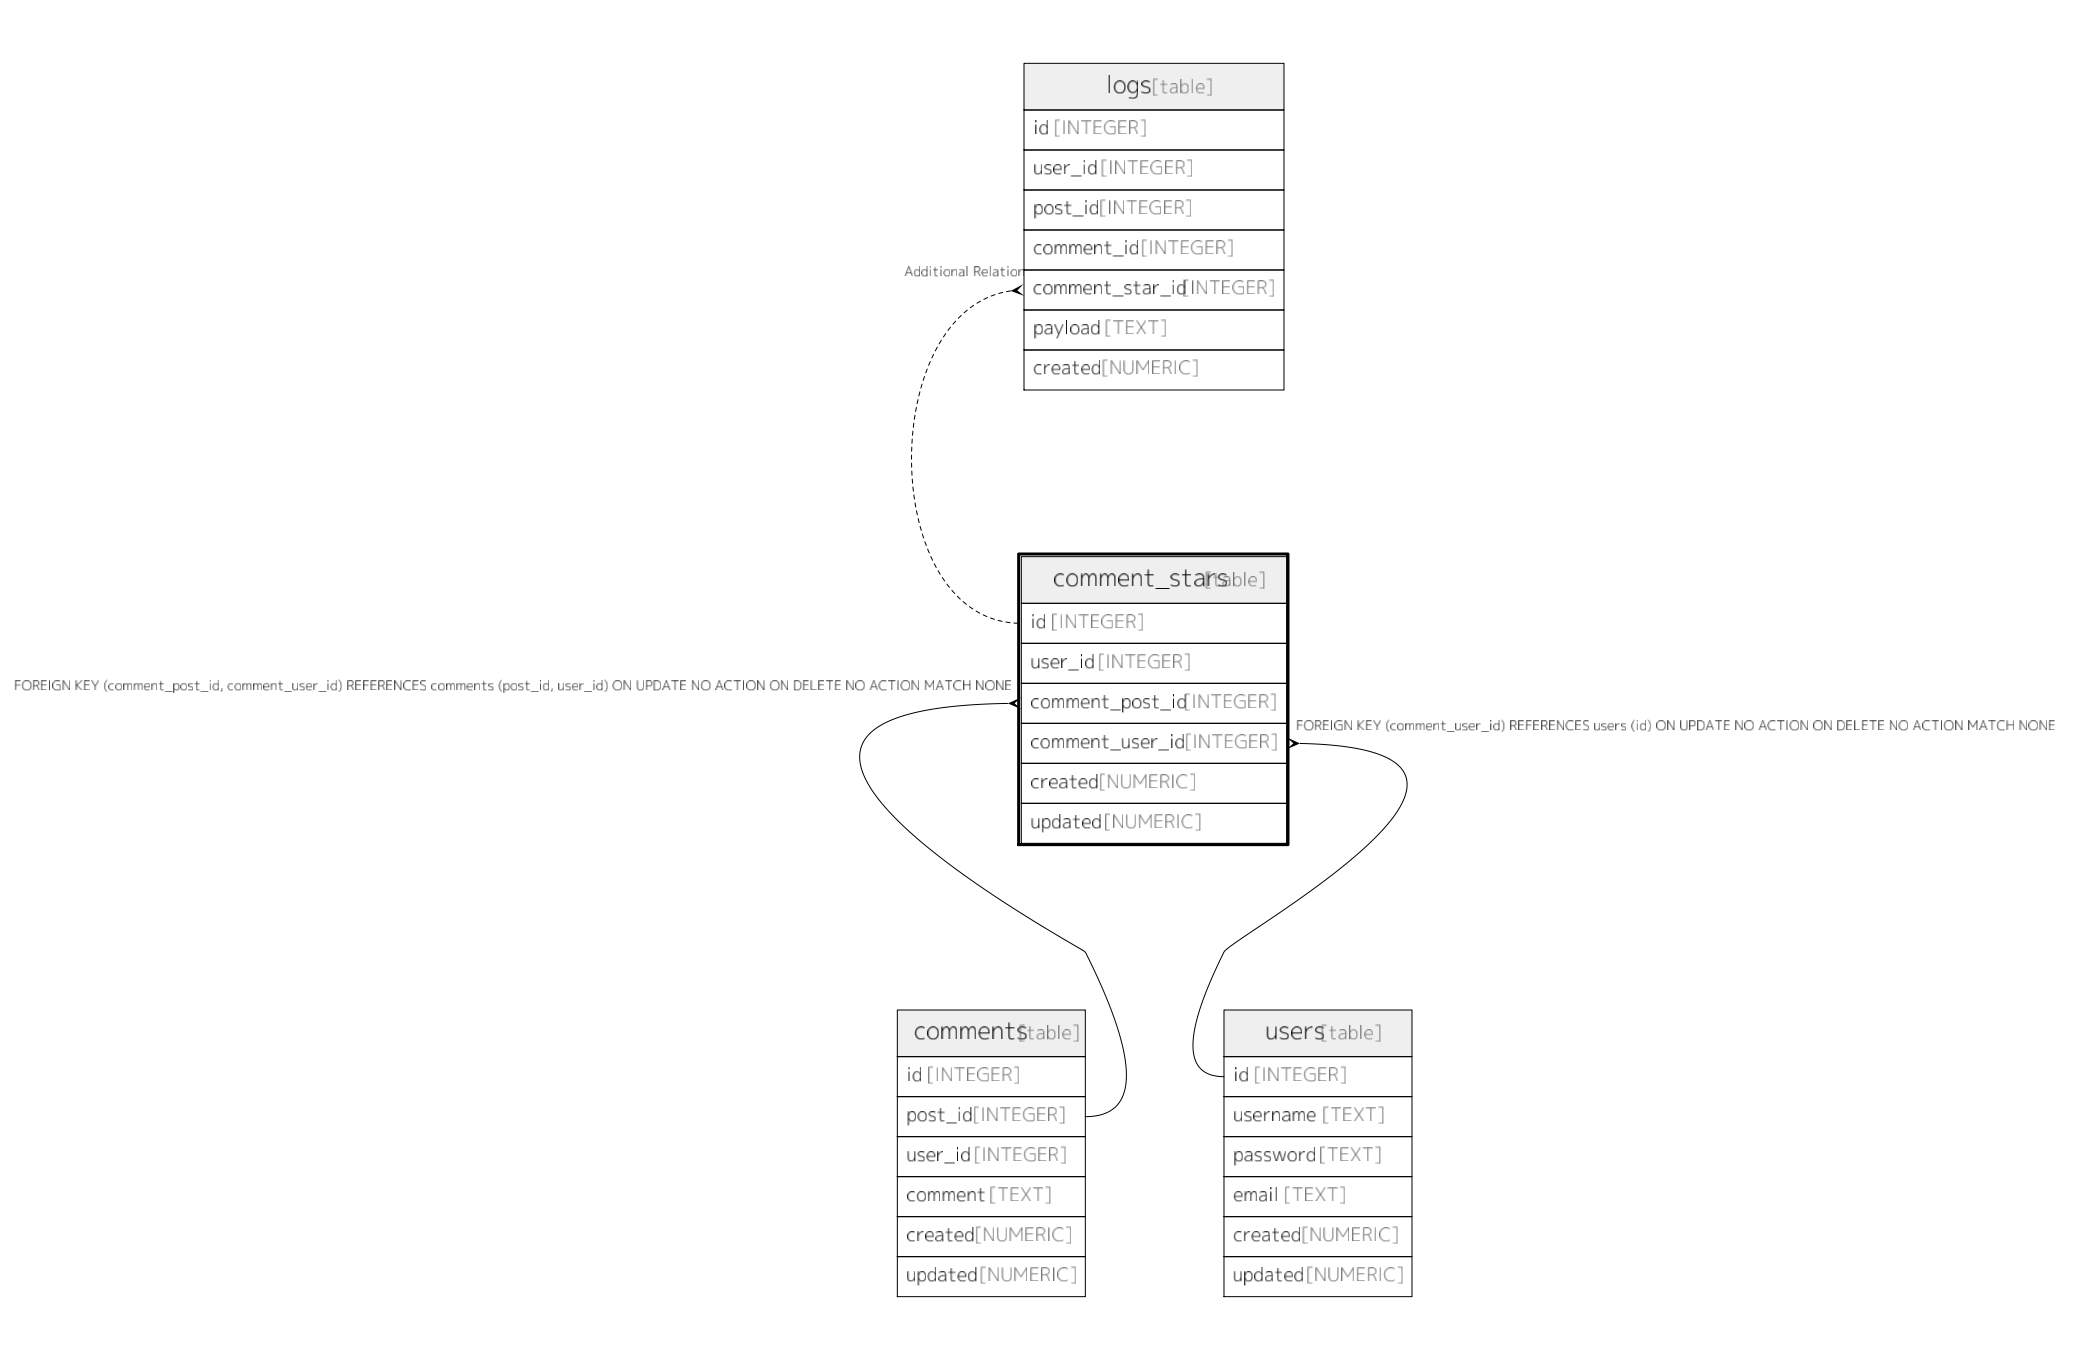 logs [table]
id [INTEGER]
user_id [INTEGER]
post_id [INTEGER]
comment_id [INTEGER]
Additional Relation
comment_star_id [INTEGER]
payload [TEXT]
created [NUMERIC]
comment_stars [table]
id [INTEGER]
user_id [INTEGER]
FOREIGN KEY (comment_post_id, comment_user_id) REFERENCES comments (post_id, user_id) ON UPDATE NO ACTION ON DELETE NO ACTION MATCH NONE
comment_post_id [INTEGER]
FOREIGN KEY (comment_user_id) REFERENCES users (id) ON UPDATE NO ACTION ON DELETE NO ACTION MATCH NONE
comment_user_id [INTEGER]
created [NUMERIC]
updated [NUMERIC]
comments [table]
id [INTEGER]
post_id [INTEGER]
user_id [INTEGER]
comment [TEXT]
created [NUMERIC]
updated [NUMERIC]
users [table]
id [INTEGER]
username [TEXT]
password [TEXT]
email [TEXT]
created [NUMERIC]
updated [NUMERIC]